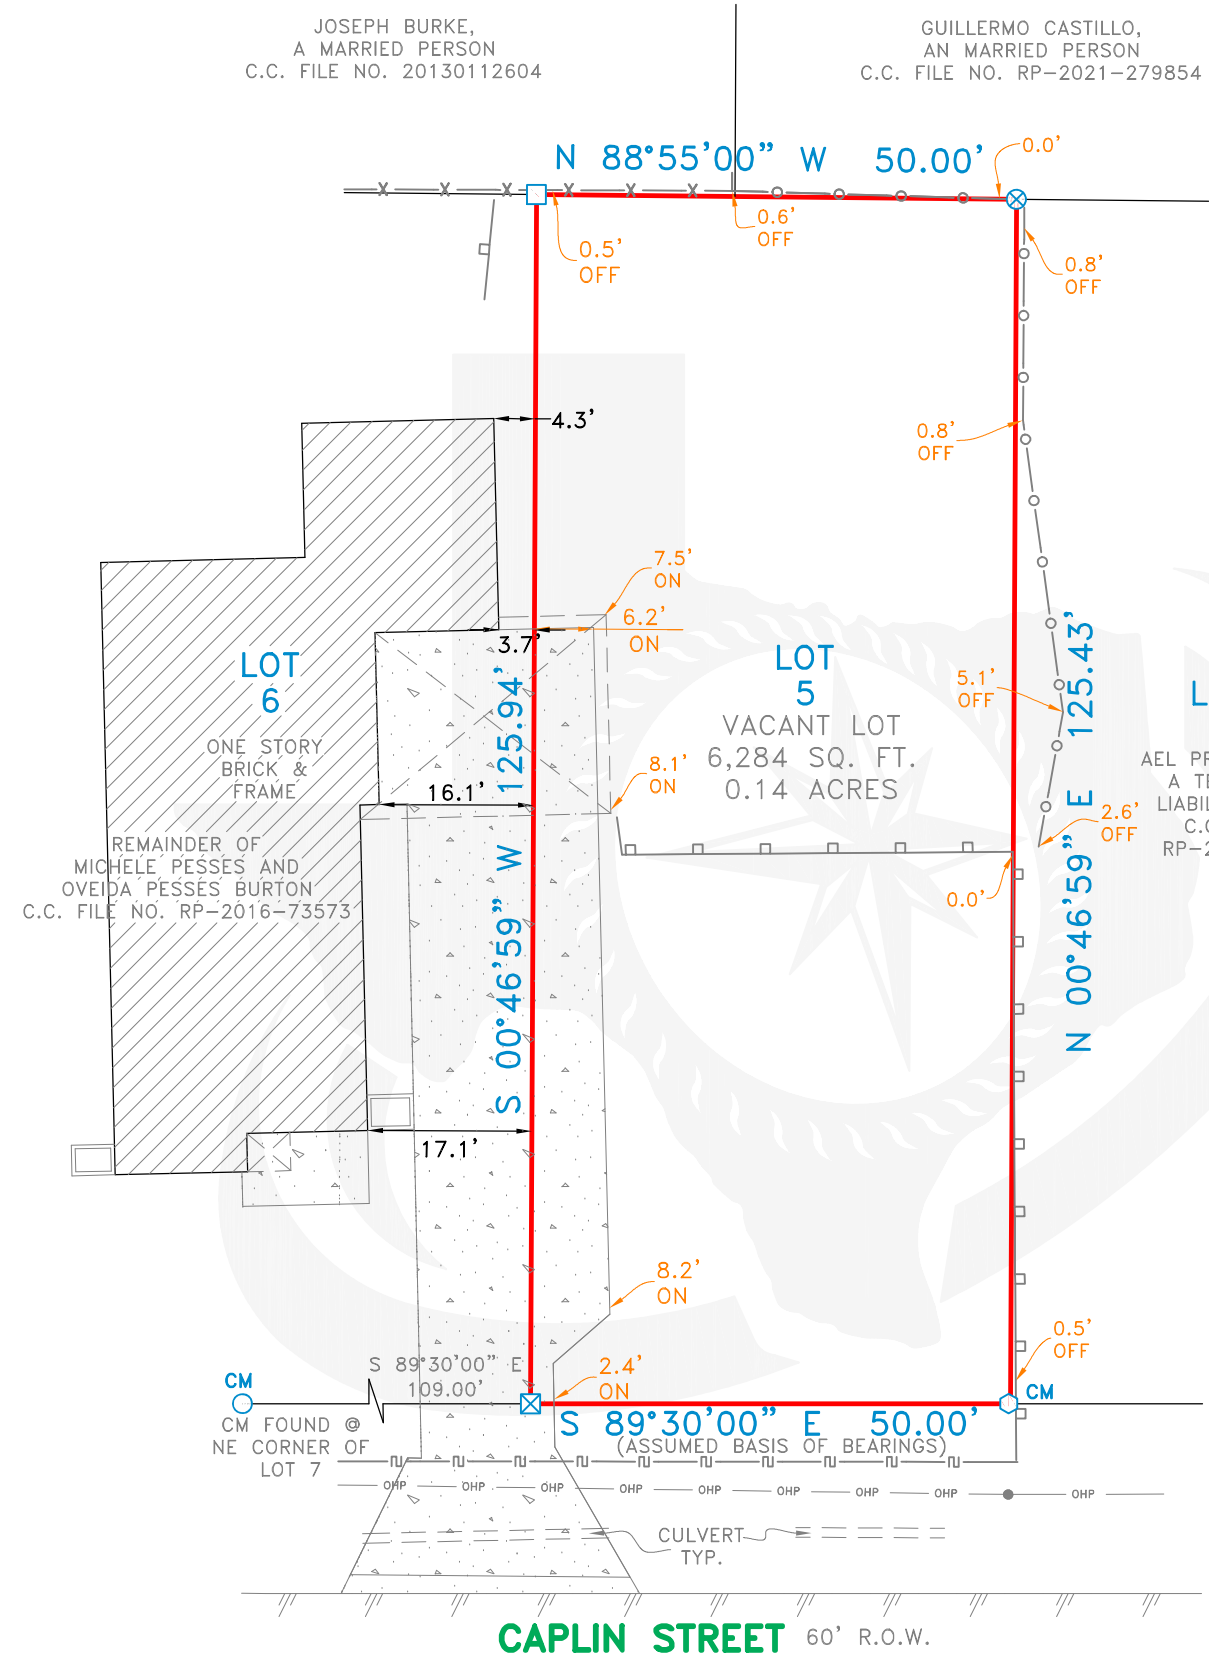 JOSEPH BURKE,
A MARRIED PERSON
C.C. FILE NO. 20130112604
GUILLERMO CASTILLO,
AN MARRIED PERSON
C.C. FILE NO. RP-2021-279854
N 88°55'00" W 50.00'
0.0'
0.6'
OFF
0.5'
OFF
0.8'
OFF
4.3'
0.8'
OFF
7.5'
ON
6.2'
ON
3.7'
LOT
6
LOT
5
VACANT LOT
6,284 SQ. FT.
0.14 ACRES
5.1'
OFF
L
ONE STORY
BRICK &
FRAME
S 00°46'59" W 125.94'
N 00°46'59" E 125.43'
8.1'
ON
16.1'
AEL PR
A TE
LIABIL
C.C
RP-2
2.6'
OFF
REMAINDER OF
MICHELE PESSES AND
OVEIDA PESSES BURTON
C.C. FILE NO. RP-2016-73573
0.0'
17.1'
8.2'
ON
0.5'
OFF
S 89°30'00" E
109.00'
2.4'
ON
CM
CM
CM FOUND @
NE CORNER OF
LOT 7
S 89°30'00" E 50.00'
(ASSUMED BASIS OF BEARINGS)
OHP OHP OHP OHP OHP OHP OHP OHP OHP
CULVERT
TYP.
CAPLIN STREET 60' R.O.W.